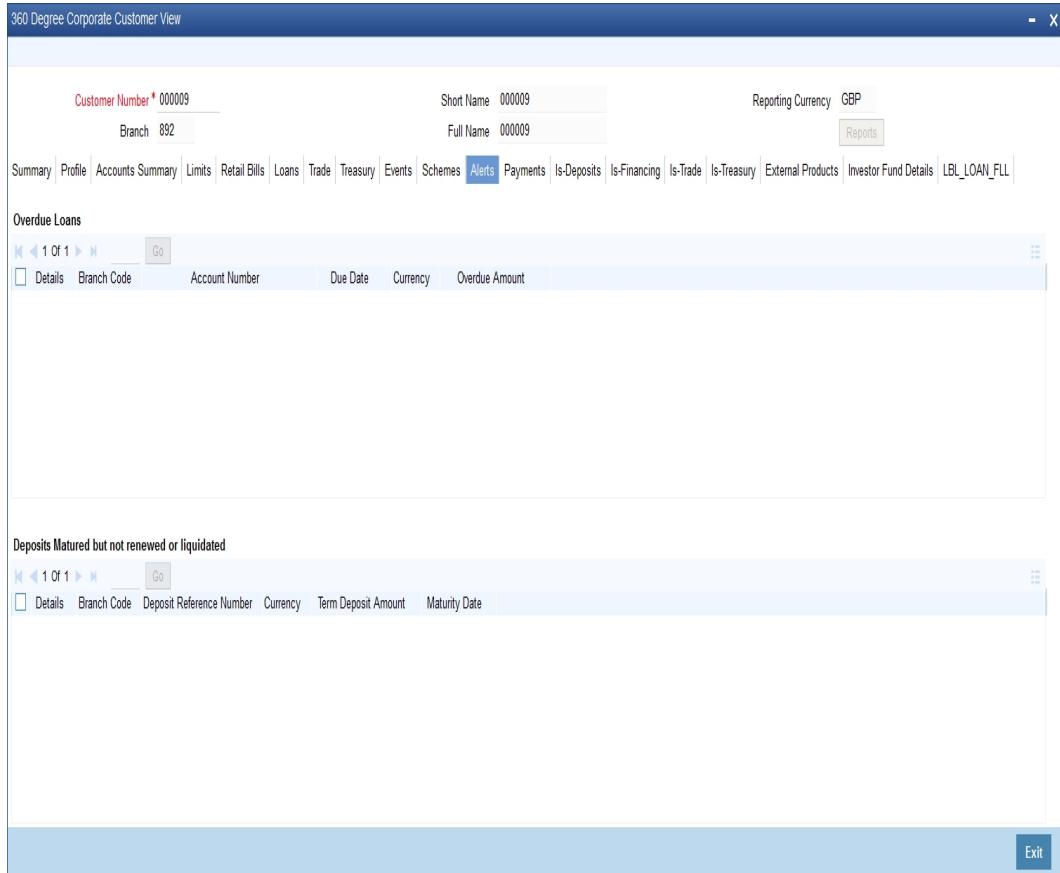 360 Degree Corporate Customer View - X
Customer Number * 000009 Short Name 000009 Reporting Currency GBP
Branch 892 Full Name 000009 Reports
Summary Profile Accounts Summary Limits Retail Bills Loans Trade Treasury Events Schemes Alerts Payments Is-Deposits Is-Financing Is-Trade Is-Treasury External Products Investor Fund Details LBL_LOAN_FLL
Overdue Loans
1 Of 1 Go
Details Branch Code Account Number Due Date Currency Overdue Amount
Deposits Matured but not renewed or liquidated
1 Of 1 Go
Details Branch Code Deposit Reference Number Currency Term Deposit Amount Maturity Date
Exit